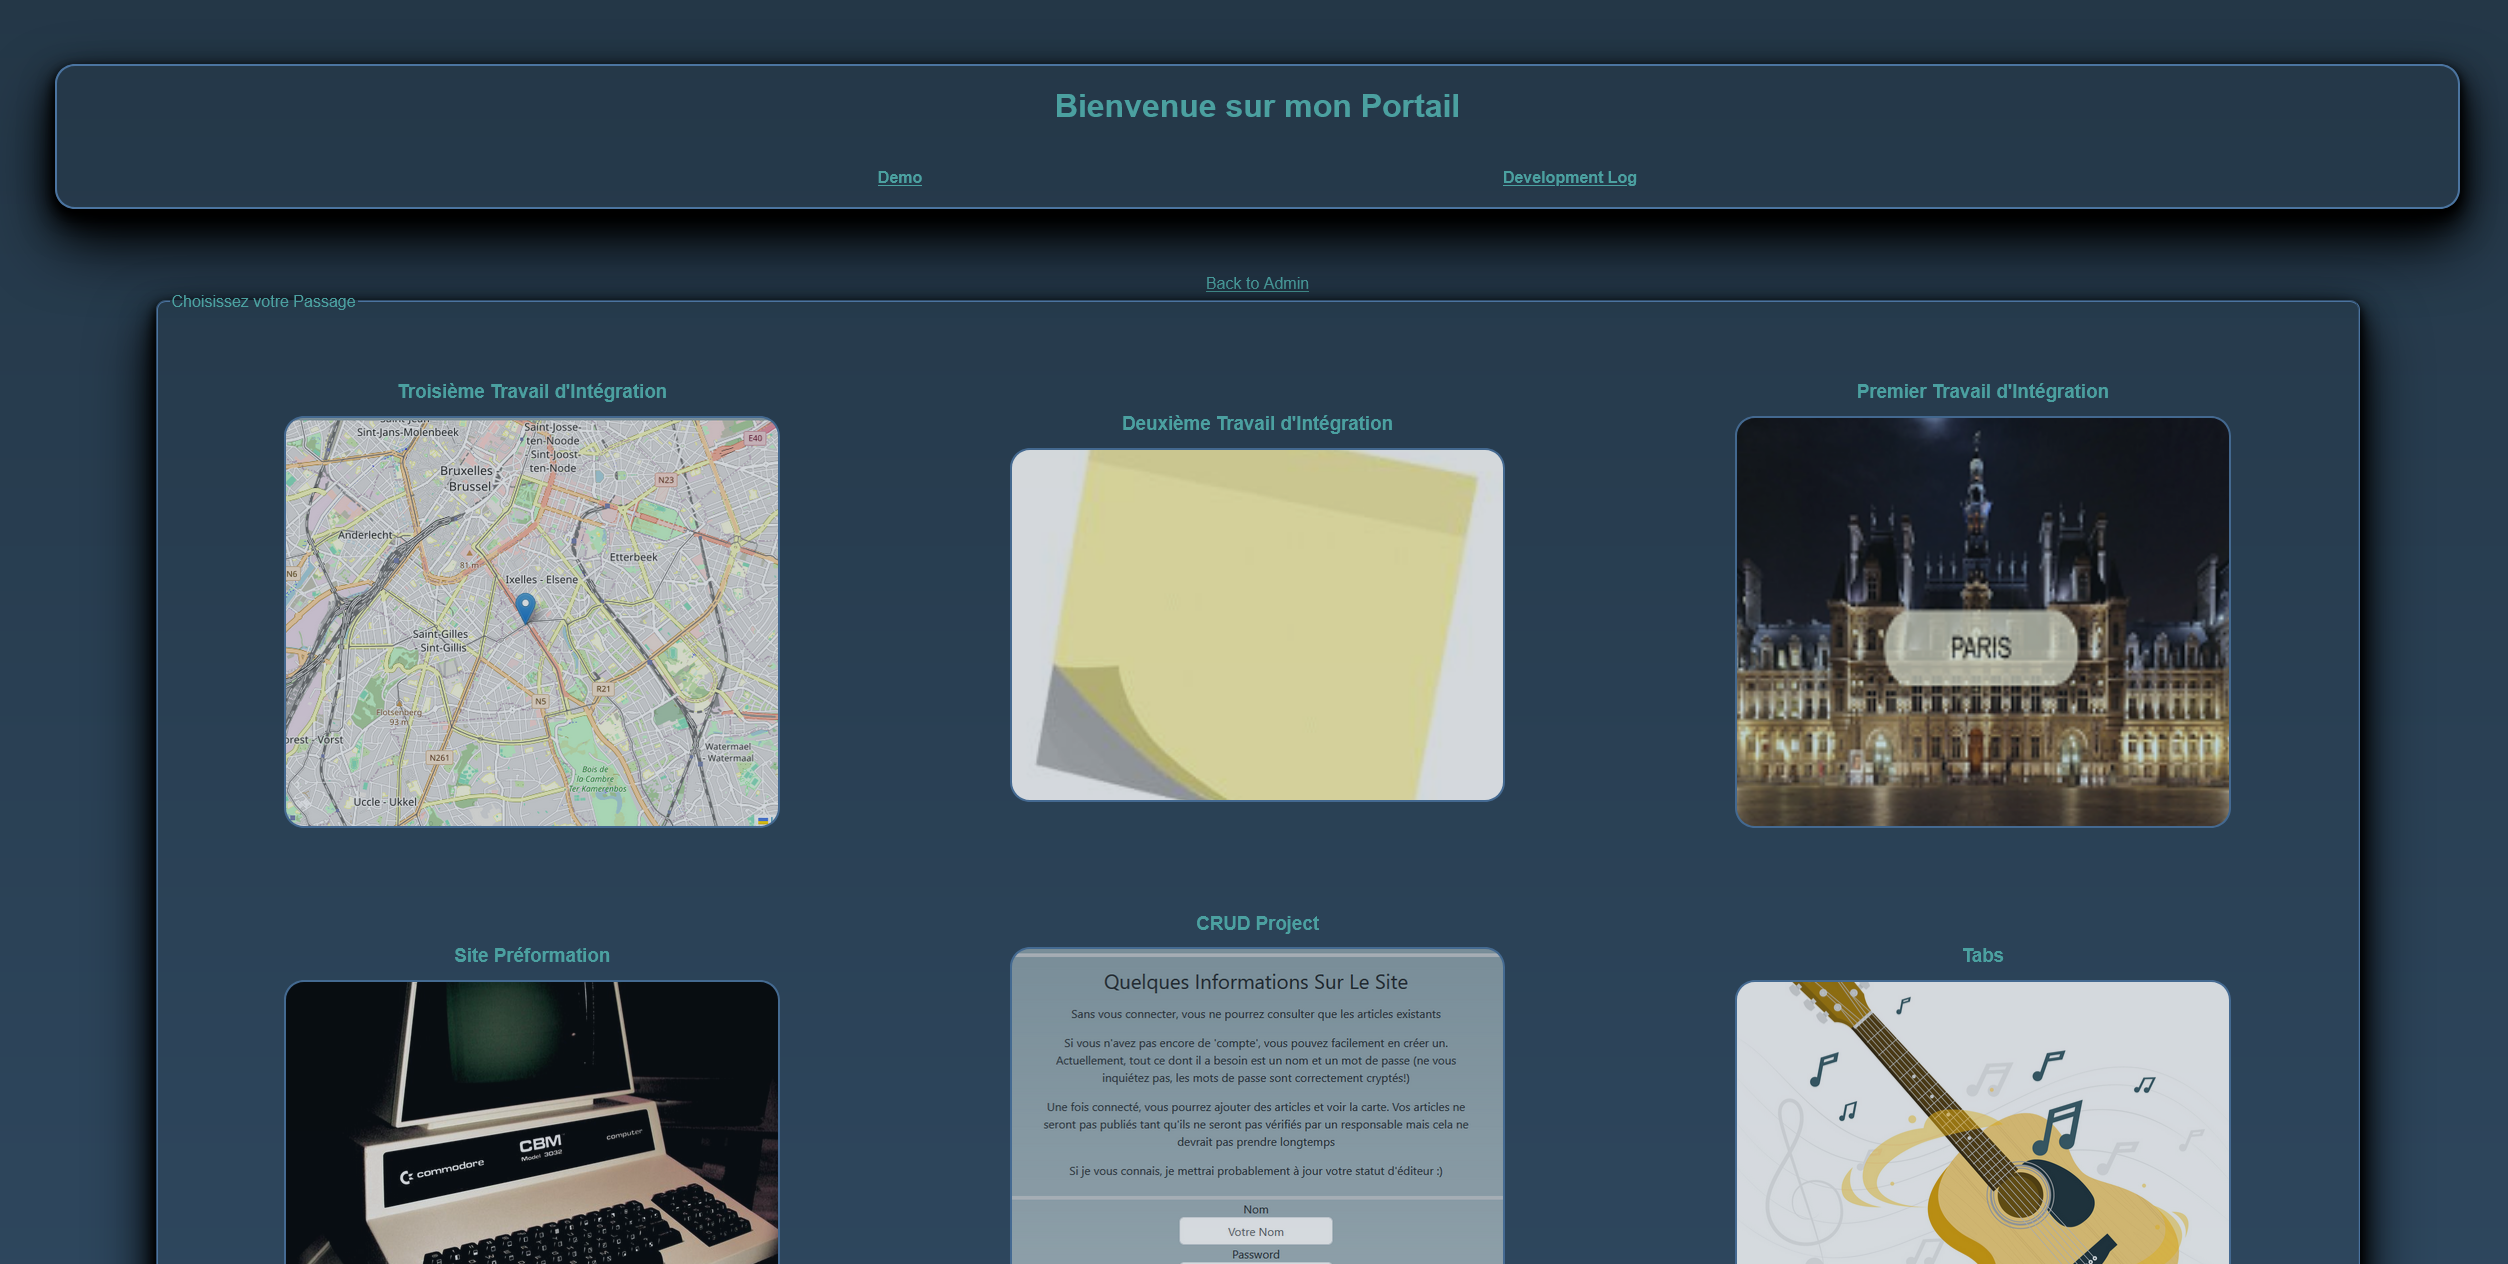 Bienvenue sur mon Portail
Demo
Development Log
Back to Admin
Choisissez votre Passage
Troisième Travail d'Intégration
Sint-Jans-Molenbeek
Saint-Josse-
ten-Noode
- Sint-Joost-
ten-Node
E40
Bruxelles -
Brussel
N23
Anderlecht
Etterbeek
81 m
N6
Ixelles - Elsene
Saint-Gilles
- Sint-Gillis
R21
N5
93 m
N261
Watermael
- Watermaal
Bois de
la Cambre
Ter Kamerenbos
Uccle - Ukkel
Deuxième Travail d'Intégration
Premier Travail d'Intégration
PARIS
Site Préformation
commodore
CBM
Model 3032
computer
CRUD Project
Quelques Informations Sur Le Site
Sans vous connecter, vous ne pourrez consulter que les articles existants
Si vous n'avez pas encore de 'compte', vous pouvez facilement en créer un.
Actuellement, tout ce dont il a besoin est un nom et un mot de passe (ne vous
inquiétez pas, les mots de passe sont correctement cryptés!)
Une fois connecté, vous pourrez ajouter des articles et voir la carte. Vos articles ne
seront pas publiés tant qu'ils ne seront pas vérifiés par un responsable mais cela ne
devrait pas prendre longtemps
Si je vous connais, je mettrai probablement à jour votre statut d'éditeur :)
Nom
Votre Nom
Password
Tabs